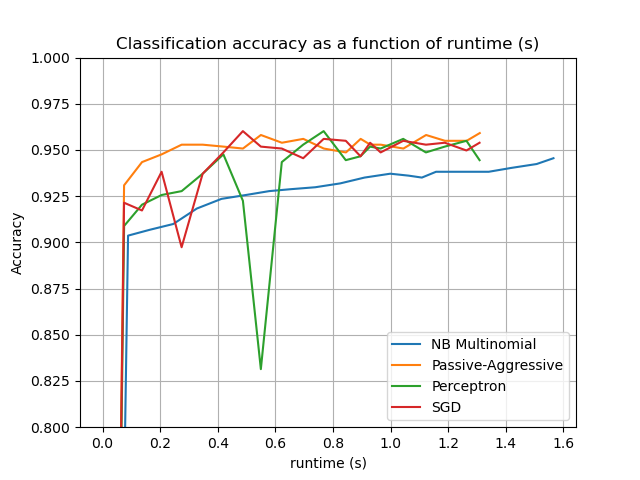 Classification accuracy as a function of runtime (s)
1.000
0.975
0.950
0.925
0.900
0.875
0.850
0.825
0.800
Accuracy
NB Multinomial
Passive-Aggressive
Perceptron
SGD
0.0 0.2 0.4 0.6 0.8 1.0 1.2 1.4 1.6
runtime (s)